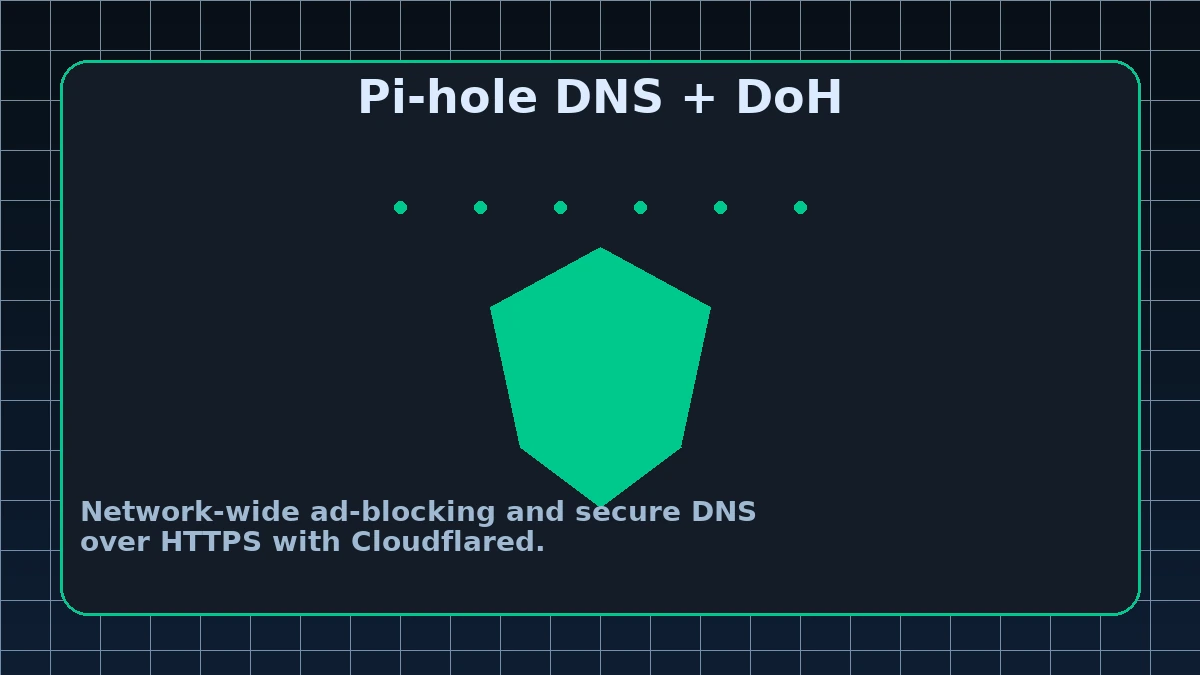 Pi-hole DNS + DoH
Network-wide ad-blocking and secure DNS
over HTTPS with Cloudflared.